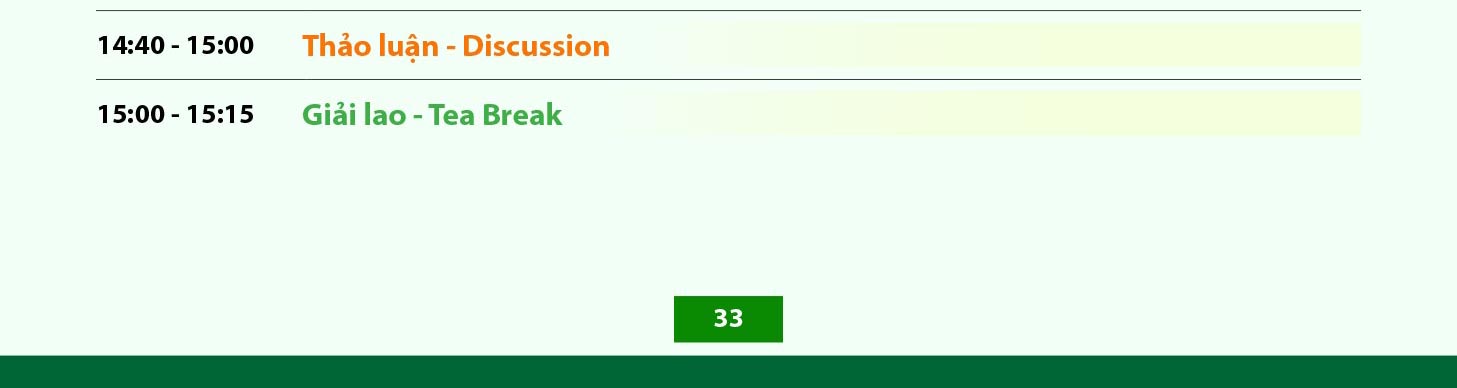 14:40 - 15:00 Thảo luận - Discussion
15:00 - 15:15 Giải lao - Tea Break
33